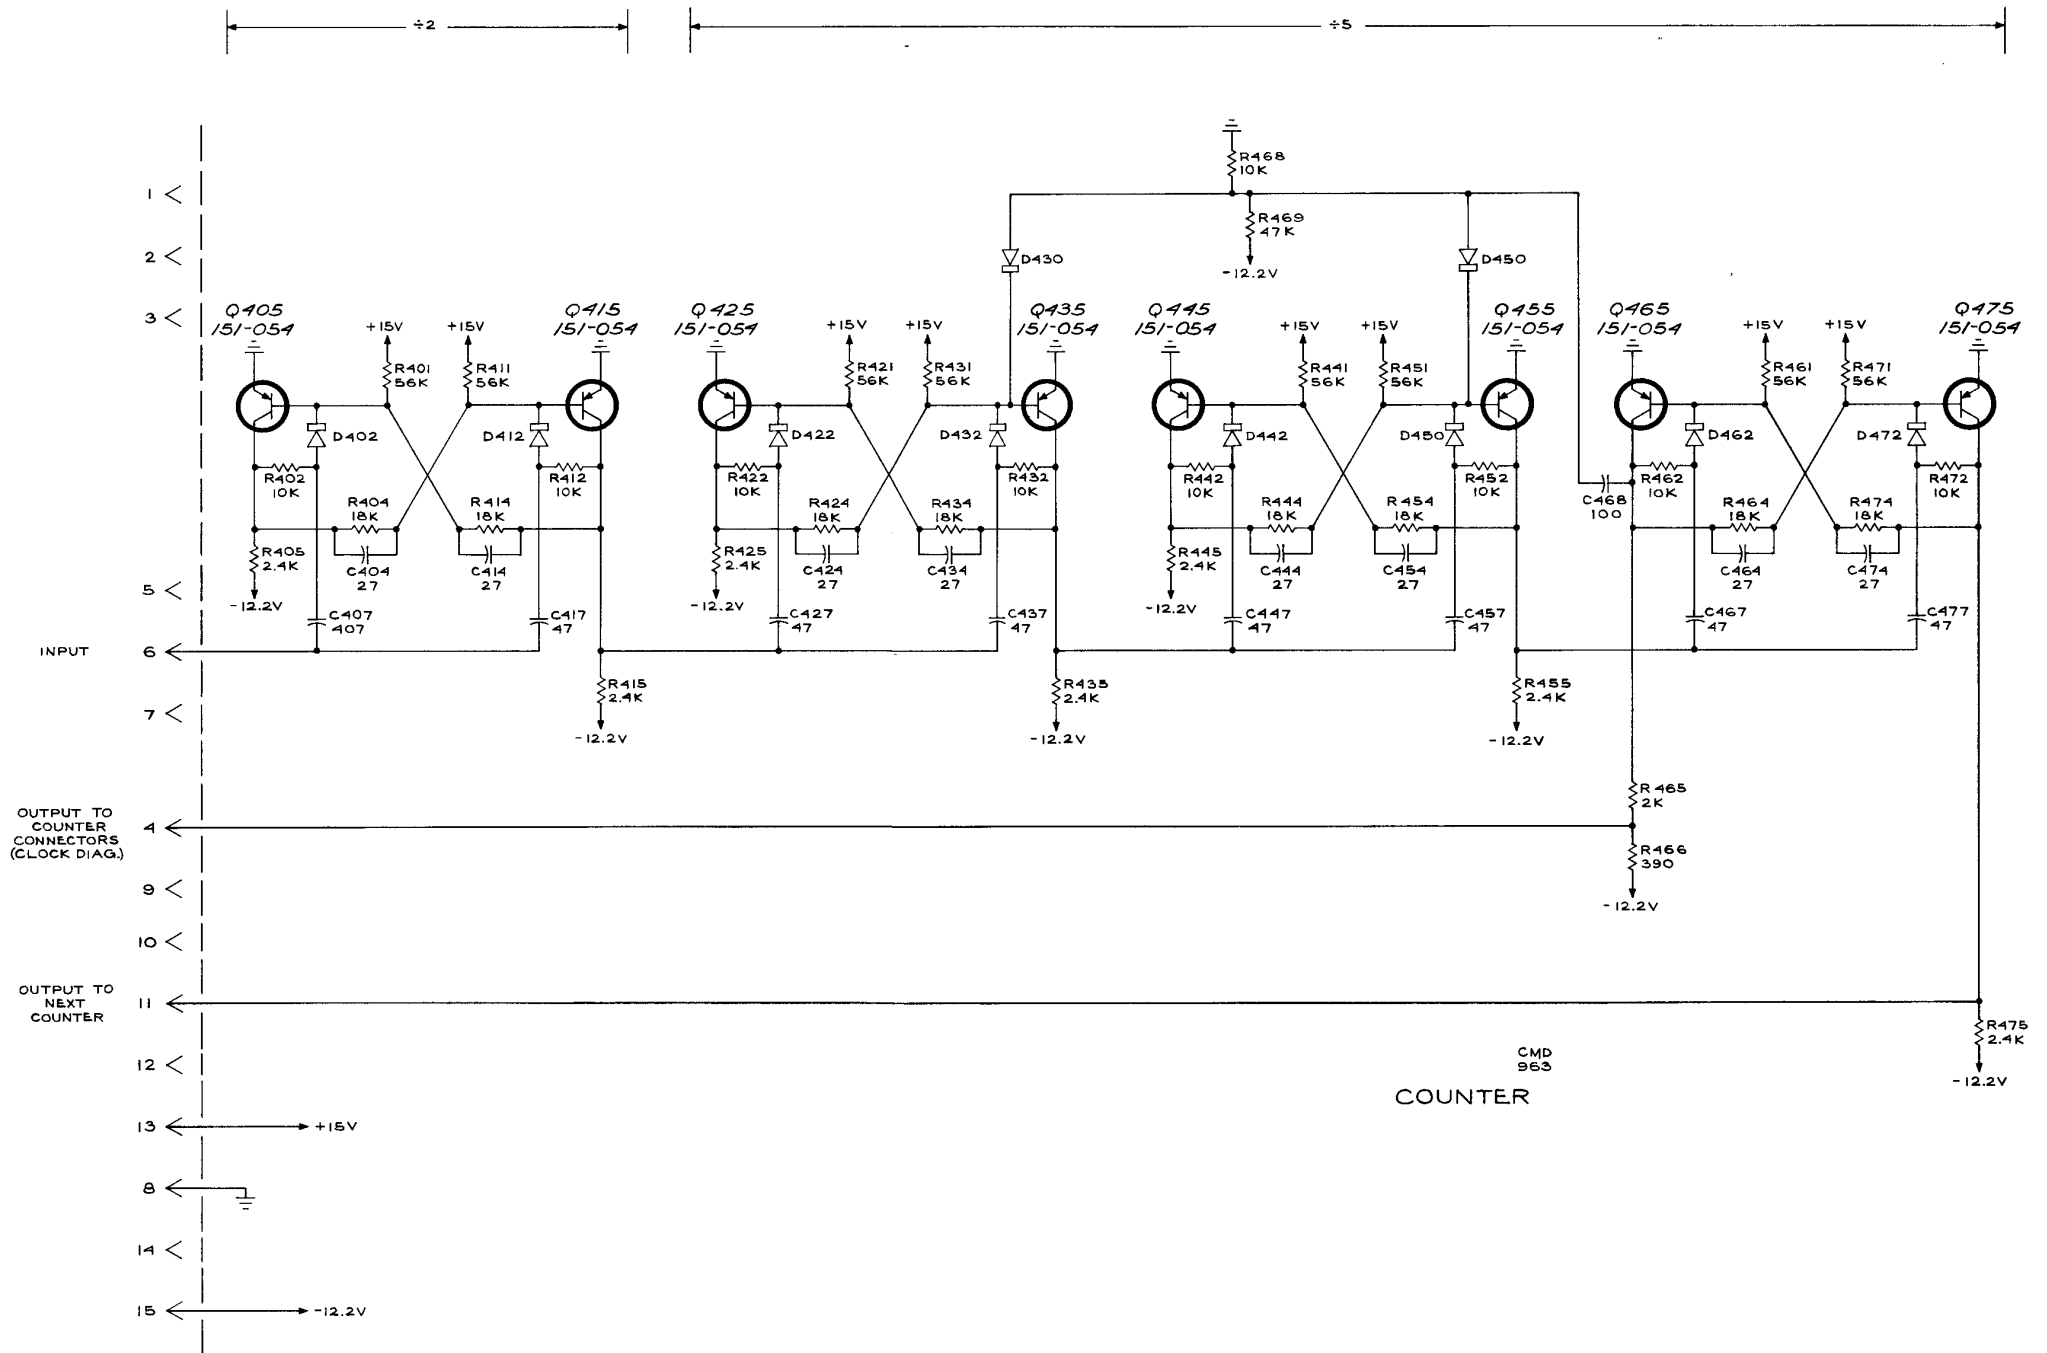 ÷2
÷5
R468
10K
1
R469
47K
2
D430
-12.2V
D450
3
Q405
151-054
+15V
+15V
Q415
151-054
Q425
151-054
+15V
+15V
Q435
151-054
Q445
151-054
+15V
+15V
Q455
151-054
Q465
151-054
+15V
+15V
Q475
151-054
R401
56K
R411
56K
R421
56K
R431
56K
R441
56K
R451
56K
R461
56K
R471
56K
D402
D412
D422
D432
D442
D450
D462
D472
R402
10K
R412
10K
R422
10K
R432
10K
R442
10K
R452
10K
C468
100
R462
10K
R472
10K
R404
18K
R414
18K
R424
18K
R434
18K
R444
18K
R454
18K
R464
18K
R474
18K
R405
2.4K
C404
27
C414
27
R425
2.4K
C424
27
C434
27
R445
2.4K
C444
27
C454
27
C464
27
C474
27
5
-12.2V
-12.2V
-12.2V
C407
407
C417
47
C427
47
C437
47
C447
47
C457
47
C467
47
C477
47
INPUT
6
R415
2.4K
R435
2.4K
R455
2.4K
7
-12.2V
-12.2V
-12.2V
R465
2K
OUTPUT TO
COUNTER
CONNECTORS
(CLOCK DIAG.)
4
R466
390
9
-12.2V
10
OUTPUT TO
NEXT
COUNTER
11
R475
2.4K
12
CMD
963
-12.2V
COUNTER
13
+15V
8
14
15
-12.2V